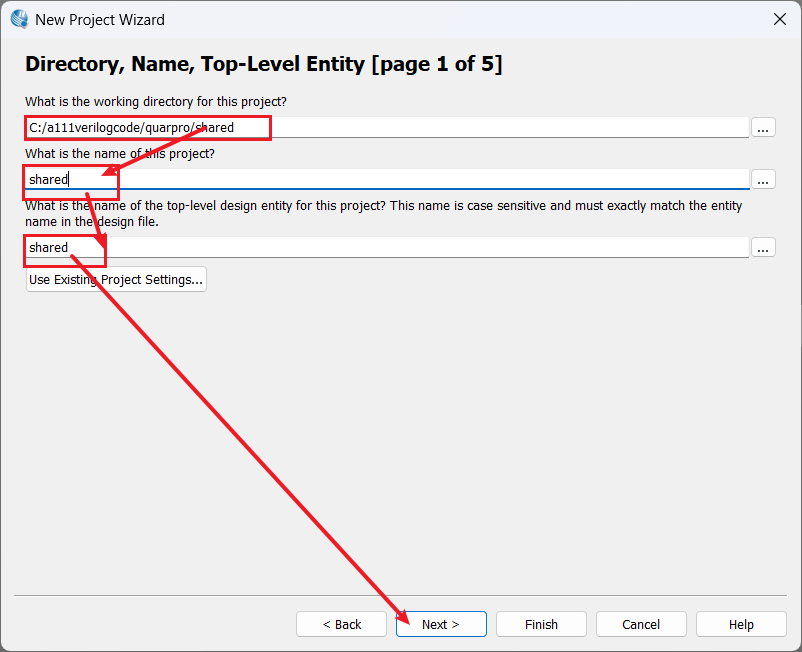 New Project Wizard
Directory, Name, Top-Level Entity [page 1 of 5]
What is the working directory for this project?
C:/a111verilogcode/quarpro/shared
...
What is the name of this project?
shared
...
What is the name of the top-level design entity for this project? This name is case sensitive and must exactly match the entity
name in the design file.
shared
...
Use Existing Project Settings...
< Back
Next >
Finish
Cancel
Help